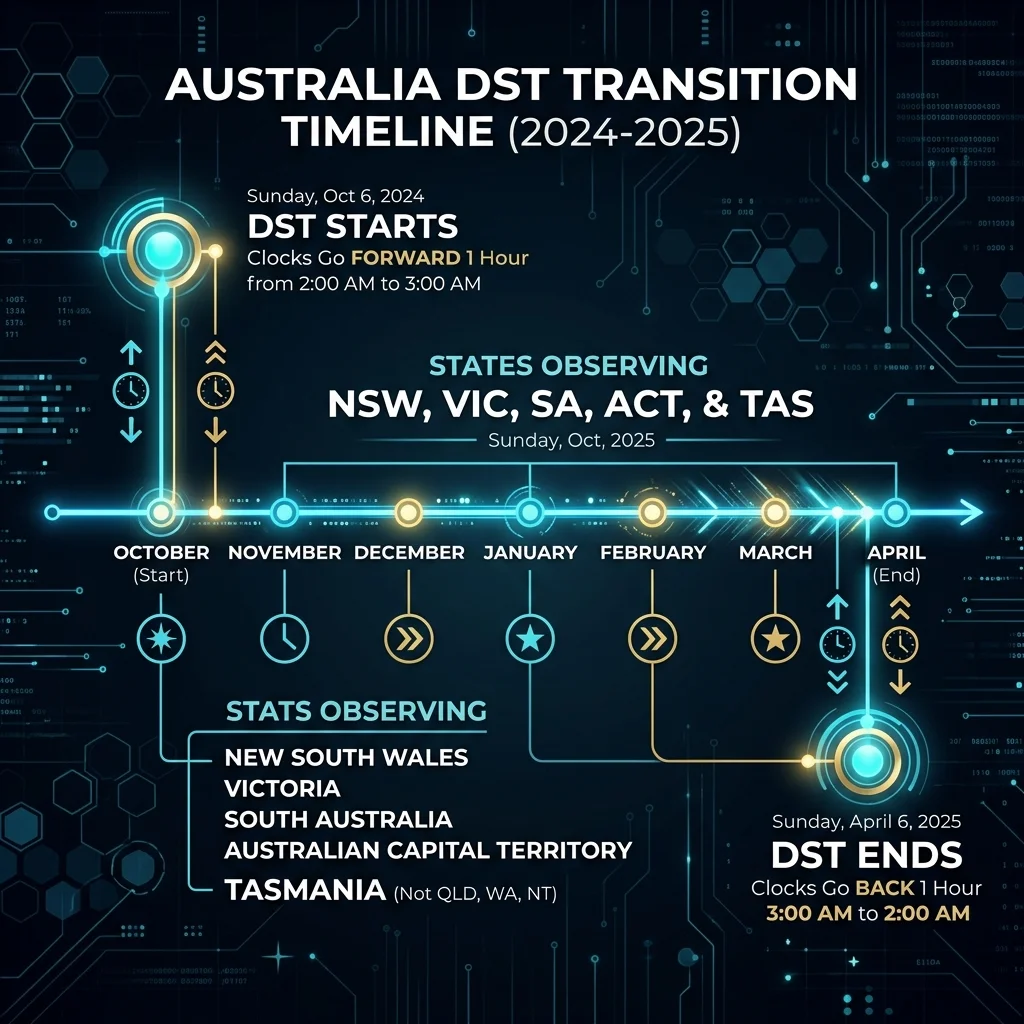 AUSTRALIA DST TRANSITION
TIMELINE (2024-2025)
Sunday, Oct 6, 2024
DST STARTS
Clocks Go FORWARD 1 Hour
from 2:00 AM to 3:00 AM
STATES OBSERVING
NSW, VIC, SA, ACT, & TAS
Sunday, Oct, 2025
OCTOBER
(Start)
NOVEMBER
DECEMBER
JANUARY
FEBRUARY
MARCH
APRIL
(End)
STATS OBSERVING
NEW SOUTH WALES
VICTORIA
SOUTH AUSTRALIA
AUSTRALIAN CAPITAL TERRITORY
TASMANIA (Not QLD, WA, NT)
Sunday, April 6, 2025
DST ENDS
Clocks Go BACK 1 Hour
3:00 AM to 2:00 AM